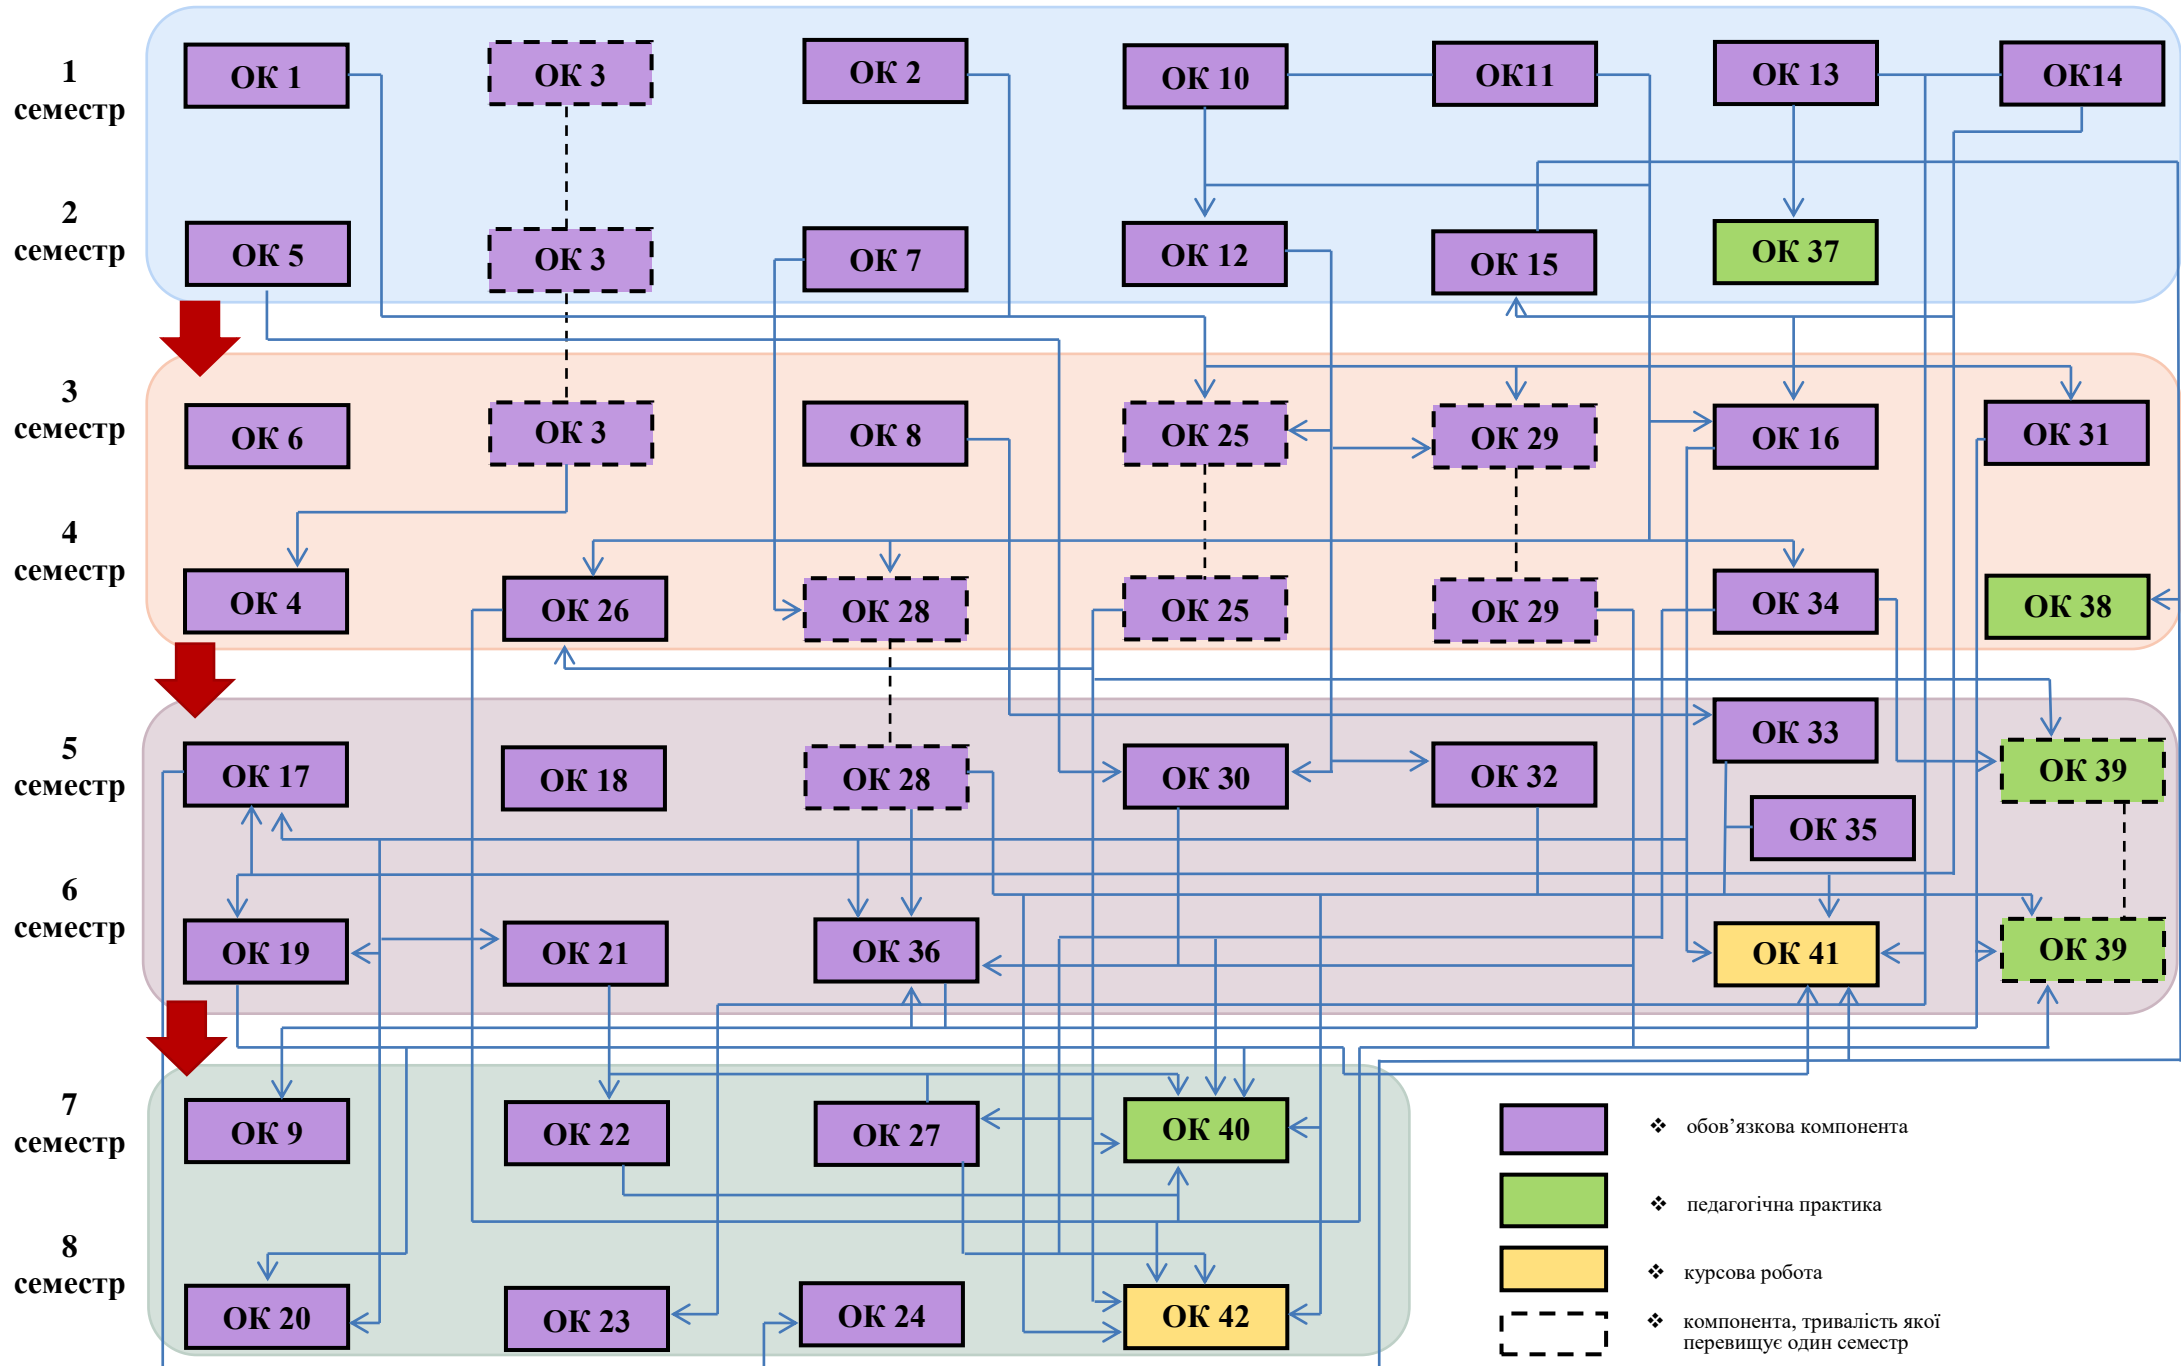 1
семестр
ОК 1
ОК 3
ОК 2
ОК 10
ОК11
ОК 13
ОК14
2
семестр
ОК 5
ОК 3
ОК 7
ОК 12
ОК 15
ОК 37
3
семестр
ОК 6
ОК 3
ОК 8
ОК 25
ОК 29
ОК 16
ОК 31
4
семестр
ОК 4
ОК 26
ОК 28
ОК 25
ОК 29
ОК 34
ОК 38
5
семестр
ОК 17
ОК 18
ОК 28
ОК 30
ОК 32
ОК 33
ОК 39
ОК 35
6
семестр
ОК 19
ОК 21
ОК 36
ОК 41
ОК 39
7
семестр
ОК 9
ОК 22
ОК 27
ОК 40
8
семестр
ОК 20
ОК 23
ОК 24
ОК 42
❖ обов’язкова компонента
❖ педагогічна практика
❖ курсова робота
❖ компонента, тривалість якої
перевищує один семестр